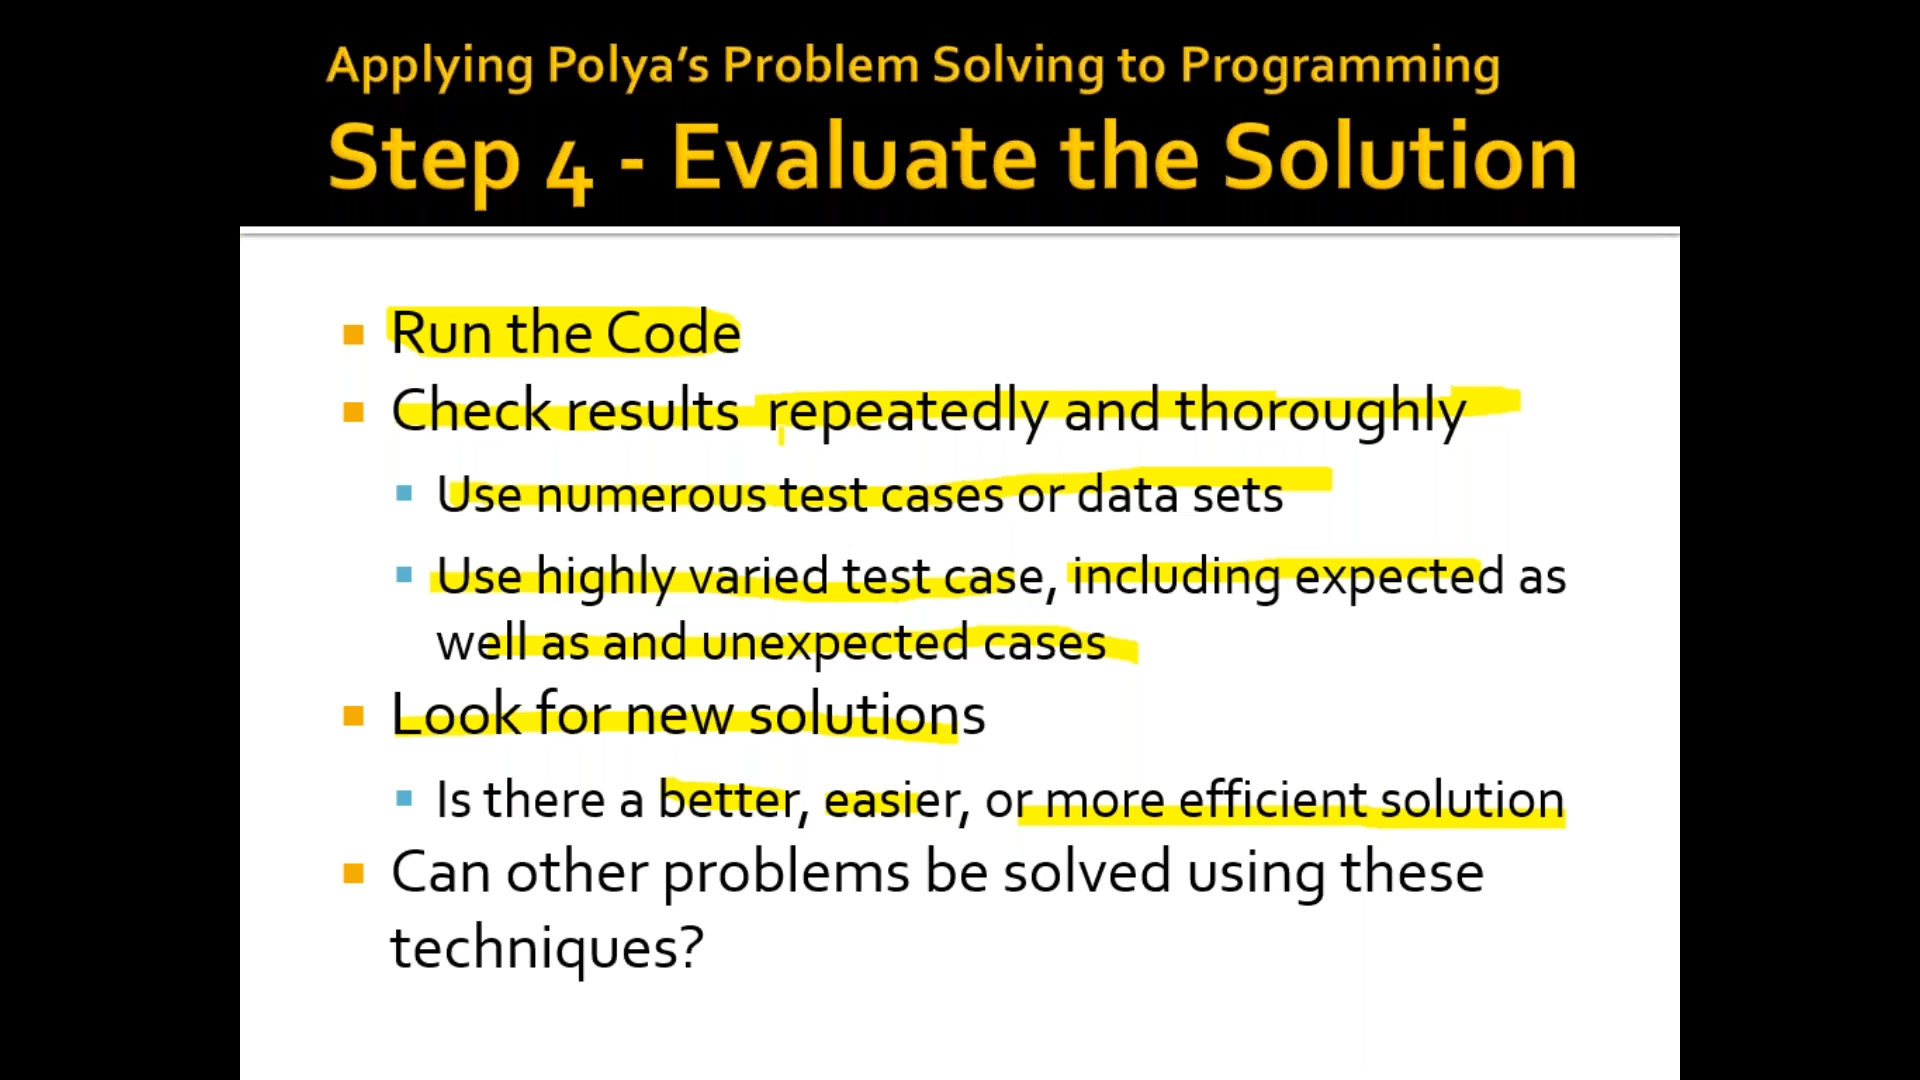 Applying Polya's Problem Solving to Programming
Step 4 - Evaluate the Solution
Run the Code
Check results repeatedly and thoroughly
Use numerous test cases or data sets
Use highly varied test case, including expected as
well as and unexpected cases
Look for new solutions
Is there a better, easier, or more efficient solution
Can other problems be solved using these
techniques?